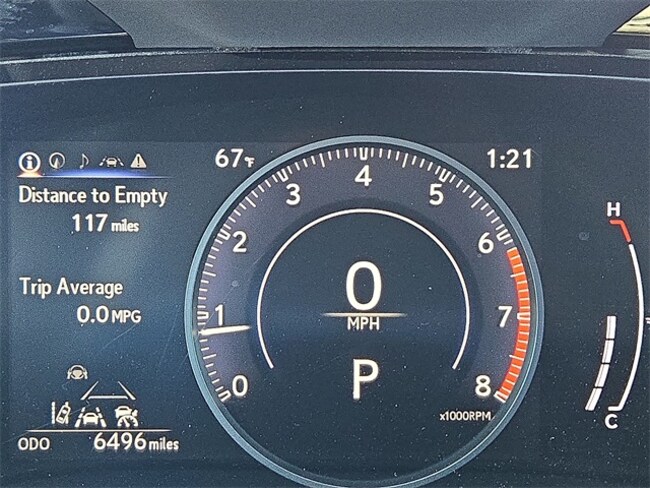 67°F
1:21
Distance to Empty
117 miles
Trip Average
0.0 MPG
ODO 6496 miles
0
1
2
3
4
5
6
7
8
0
MPH
P
x1000RPM
H
C